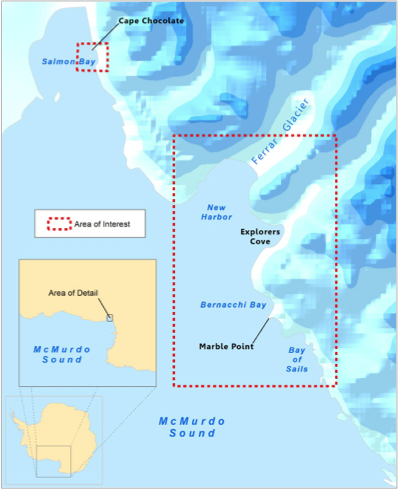 Cape Chocolate
Salmon Bay
Ferrar Glacier
New
Harbor
Area of Interest
Explorers
Cove
Area of Detail
Bernacchi Bay
McMurdo
Sound
Marble Point
Bay
of
Sails
McMurdo
Sound